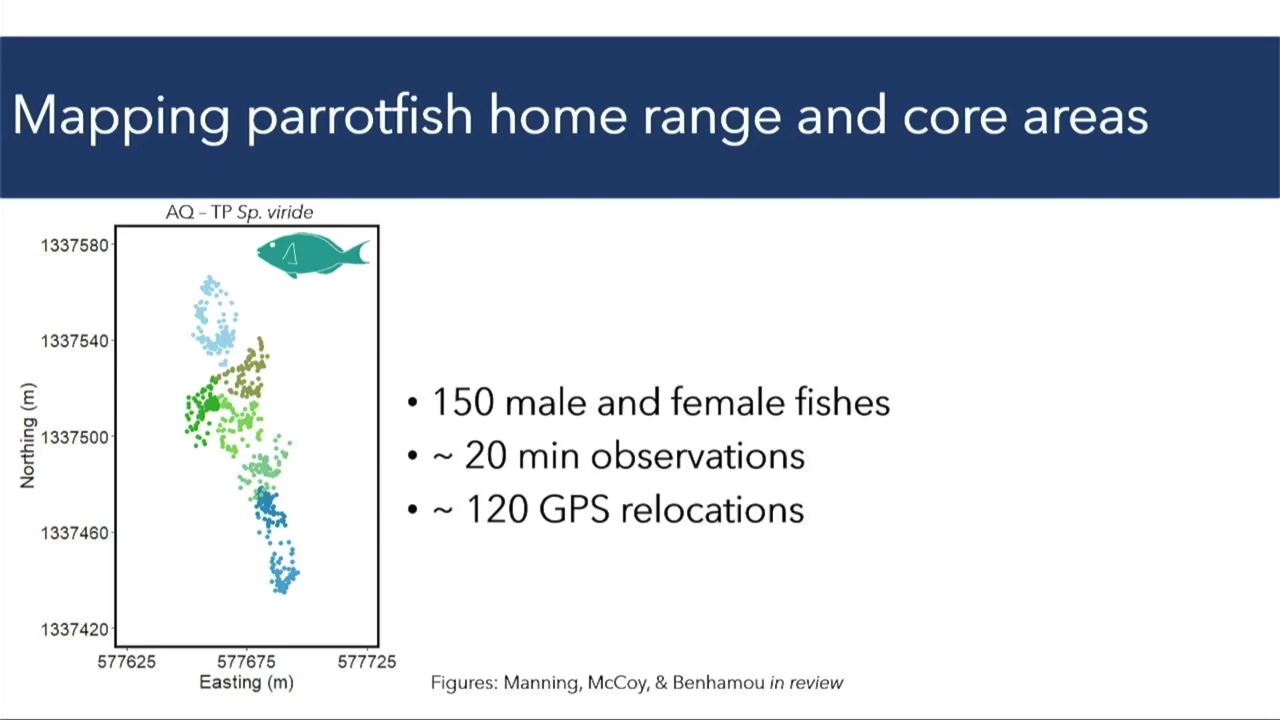 Mapping parrotfish home range and core areas
AQ – TP Sp. viride
1337580
1337540
1337500
1337460
1337420
Northing (m)
577625 577675 577725
Easting (m)
• 150 male and female fishes
• ~ 20 min observations
• ~ 120 GPS relocations
Figures: Manning, McCoy, & Benhamou in review